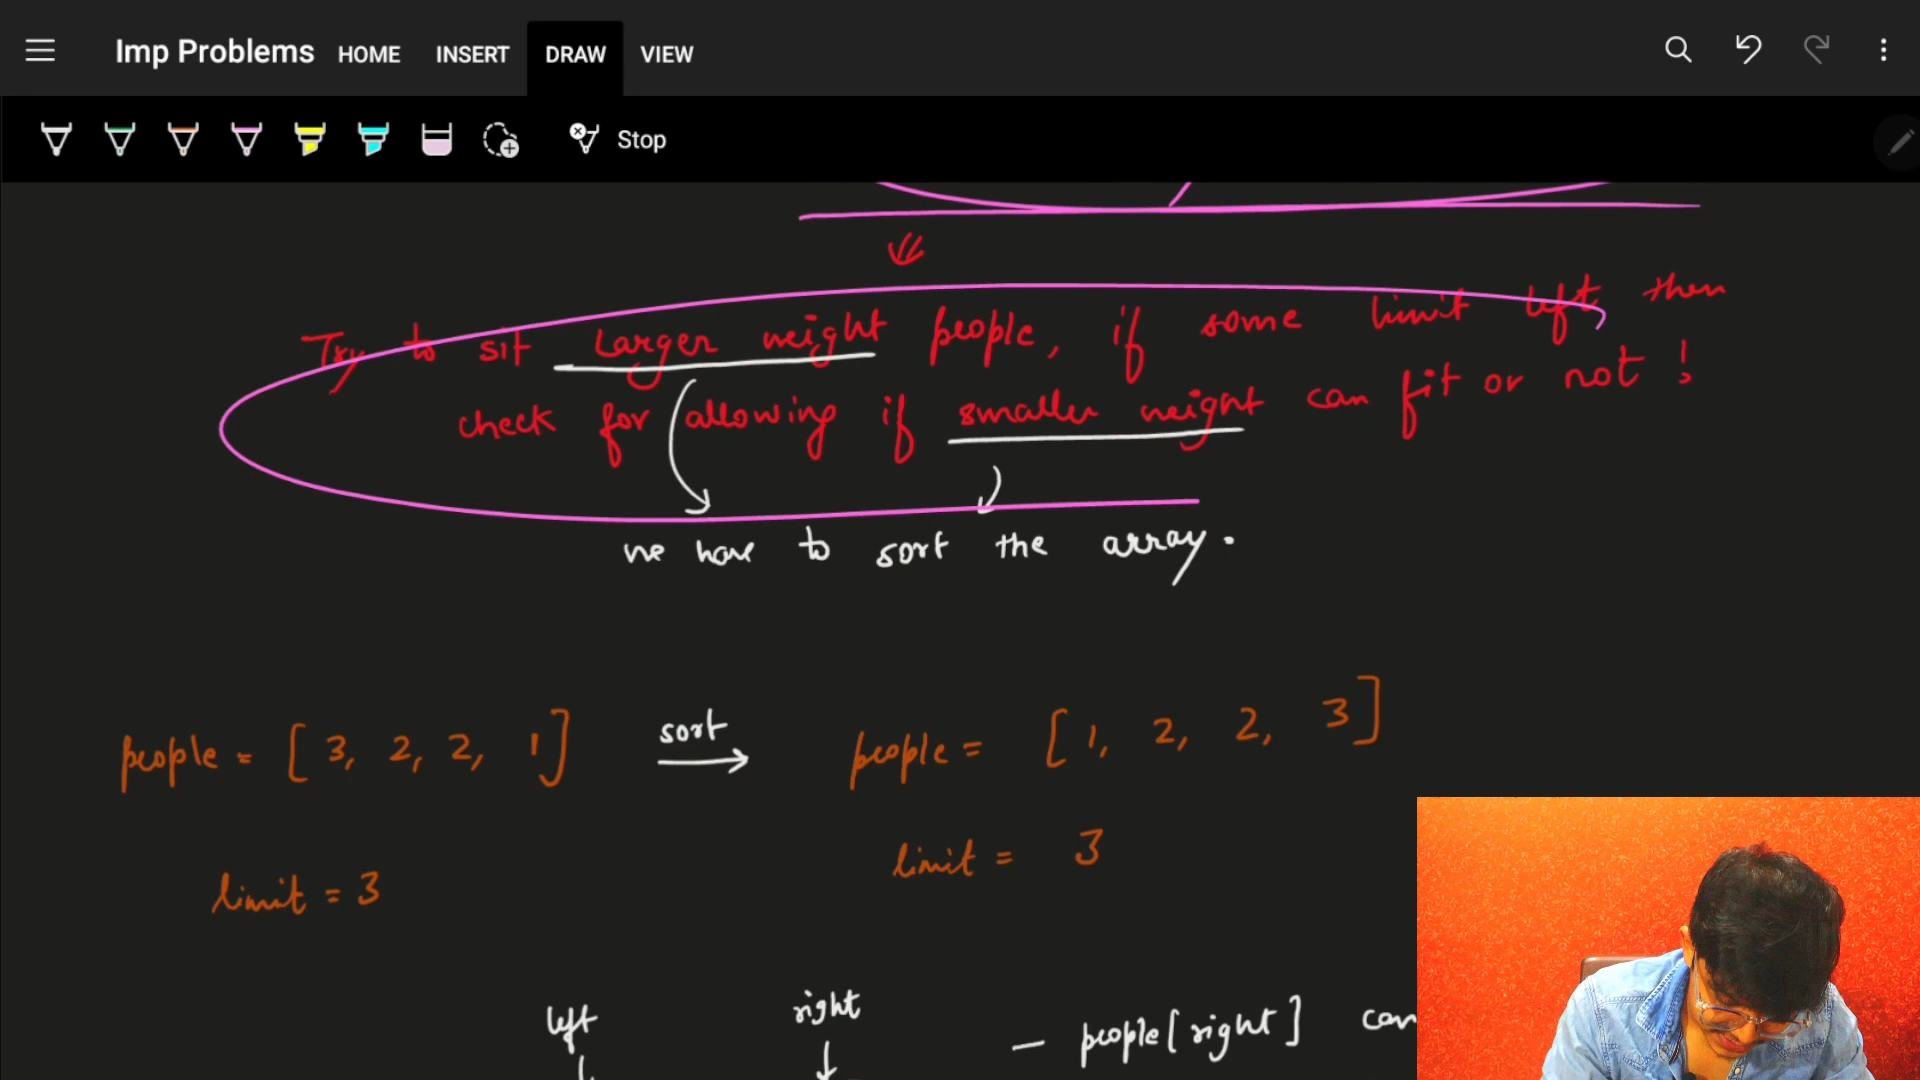 Imp Problems HOME INSERT DRAW VIEW
Stop
Try to sit Larger weight people, if some limit left then
check for allowing if smaller weight can fit or not!
we have to sort the array.
people = [3, 2, 2, 1] sort people = [1, 2, 2, 3]
limit = 3 limit = 3
left right
- people[right] can